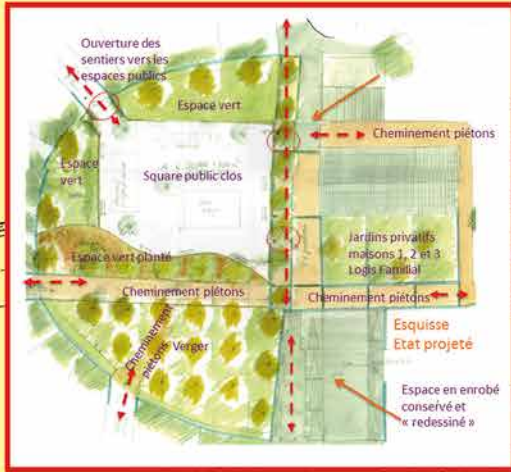 Ouverture des
sentiers vers les
espaces publics
Espace vert
Cheminement piétons
Espace
vert
Square public clos
Jardins privatifs
maisons 1, 2 et 3
Logis Familial
Espace vert planté
Cheminement piétons
Cheminement piétons
Cheminement
piétons
Verger
Esquisse
Etat projeté
Espace en enrobé
conservé et
« redessiné »